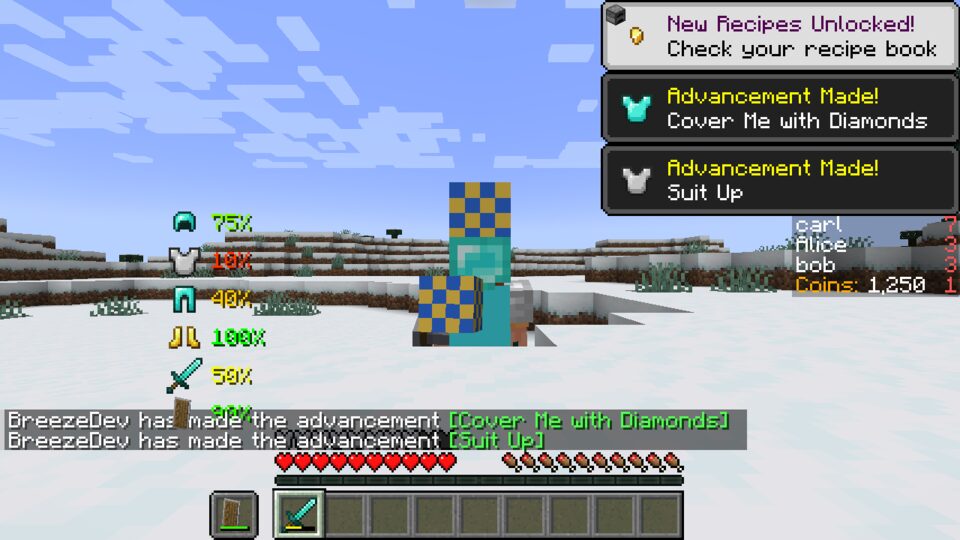 New Recipes Unlocked!
Check your recipe book
Advancement Made!
Cover Me with Diamonds
Advancement Made!
Suit Up
carl 7
Alice 3
bob 3
Coins: 1,250 1
75%
10%
40%
100%
50%
90%
BreezeDev has made the advancement [Cover Me with Diamonds]
BreezeDev has made the advancement [Suit Up]